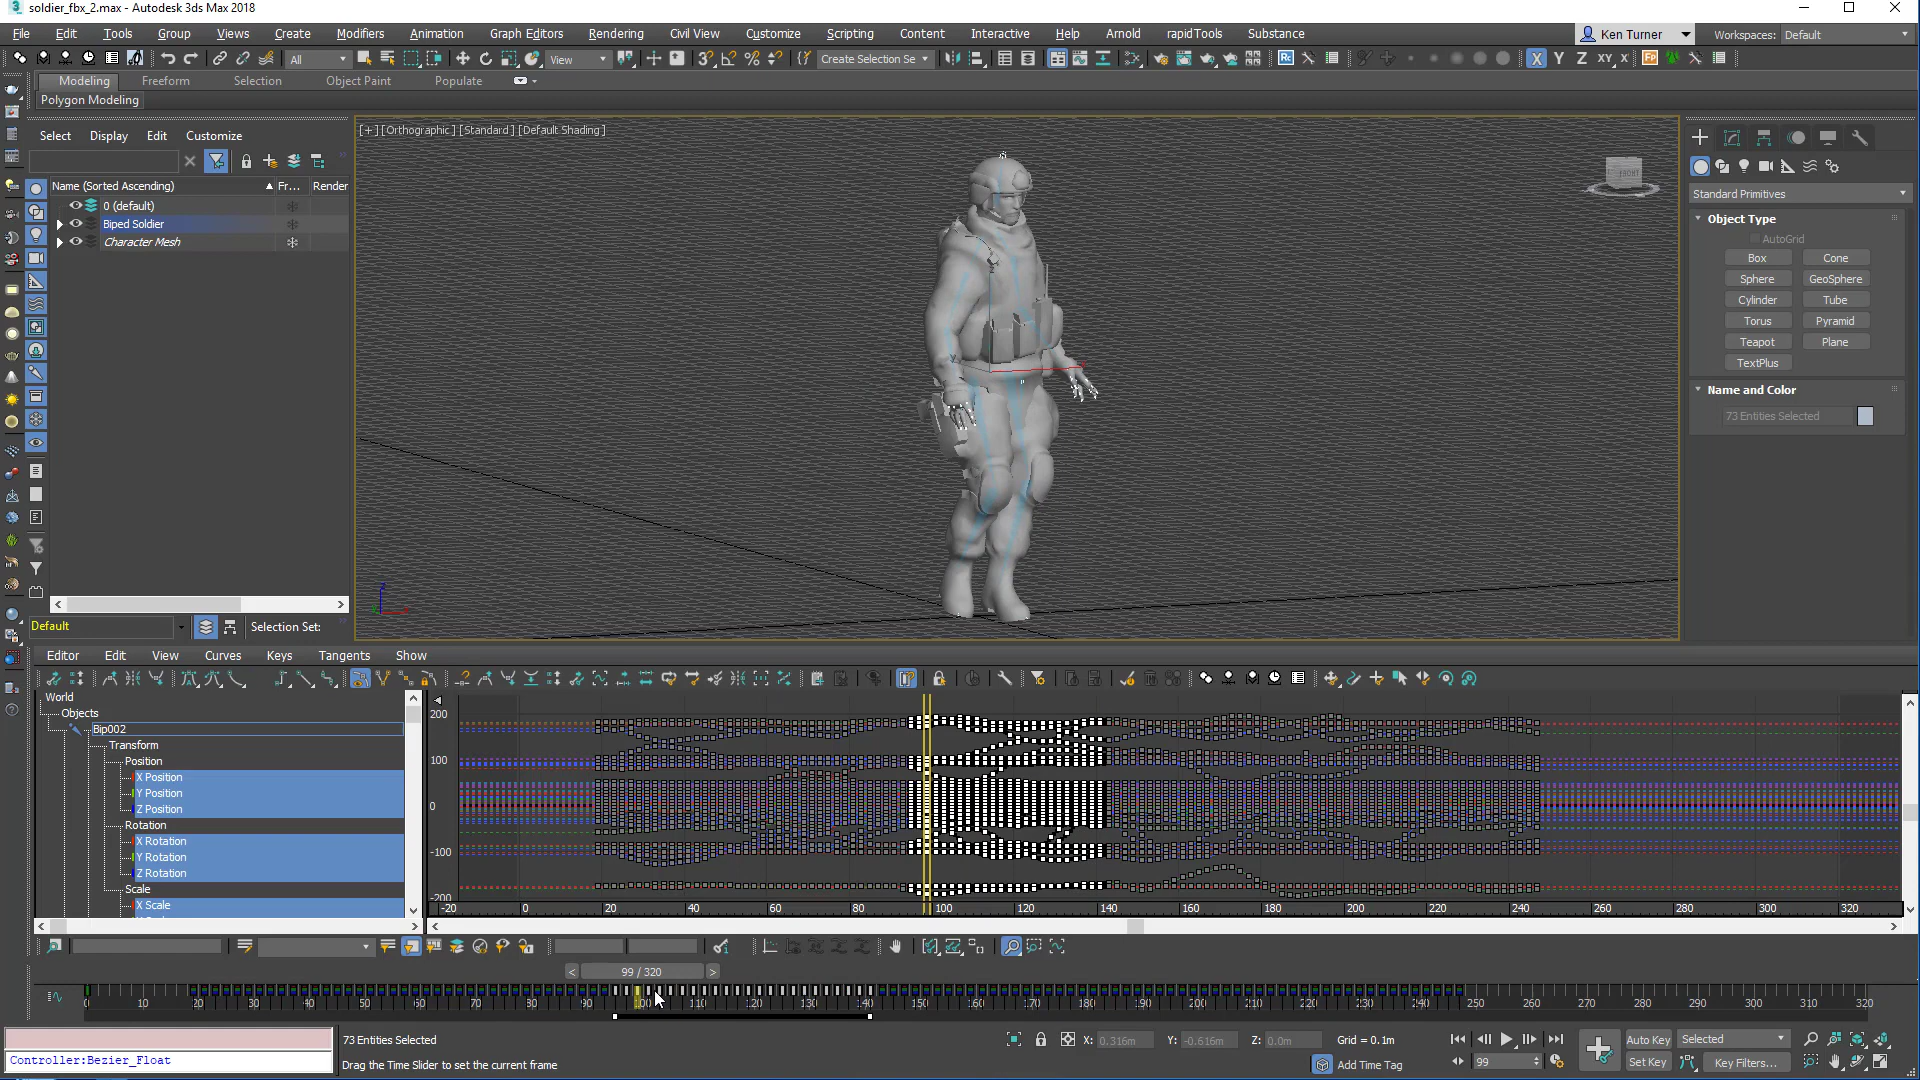 soldier_fbx_2.max - Autodesk 3ds Max 2018
File Edit Tools Group Views Create Modifiers Animation Graph Editors Rendering Civil View Customize Scripting Content Interactive Help Arnold rapidTools Substance Ken Turner Workspaces: Default
All View Create Selection Se X Y Z XY X
Modeling Freeform Selection Object Paint Populate
Polygon Modeling
Select Display Edit Customize
[+] [Orthographic] [Standard] [Default Shading]
Name (Sorted Ascending) Fr... Render
0 (default)
Biped Soldier
Character Mesh
FRONT
Standard Primitives
Object Type
AutoGrid
Box Cone
Sphere GeoSphere
Cylinder Tube
Torus Pyramid
Teapot Plane
TextPlus
Name and Color
73 Entities Selected
Default Selection Set:
Editor Edit View Curves Keys Tangents Show
World
Objects
Bip002
Transform
Position
X Position
Y Position
Z Position
Rotation
X Rotation
Y Rotation
Z Rotation
Scale
X Scale
200
100
0
-100
-200
-20 0 20 40 60 80 100 120 140 160 180 200 220 240 260 280 300 320
< 99 / 320 >
0 10 20 30 40 50 60 70 80 90 100 110 120 130 140 150 160 170 180 190 200 210 220 230 240 250 260 270 280 290 300 310 320
73 Entities Selected X: 0.316m Y: -0.616m Z: 0.0m Grid = 0.1m Auto Key Selected
Controller:Bezier_Float
Drag the Time Slider to set the current frame Add Time Tag 99 Set Key Key Filters...